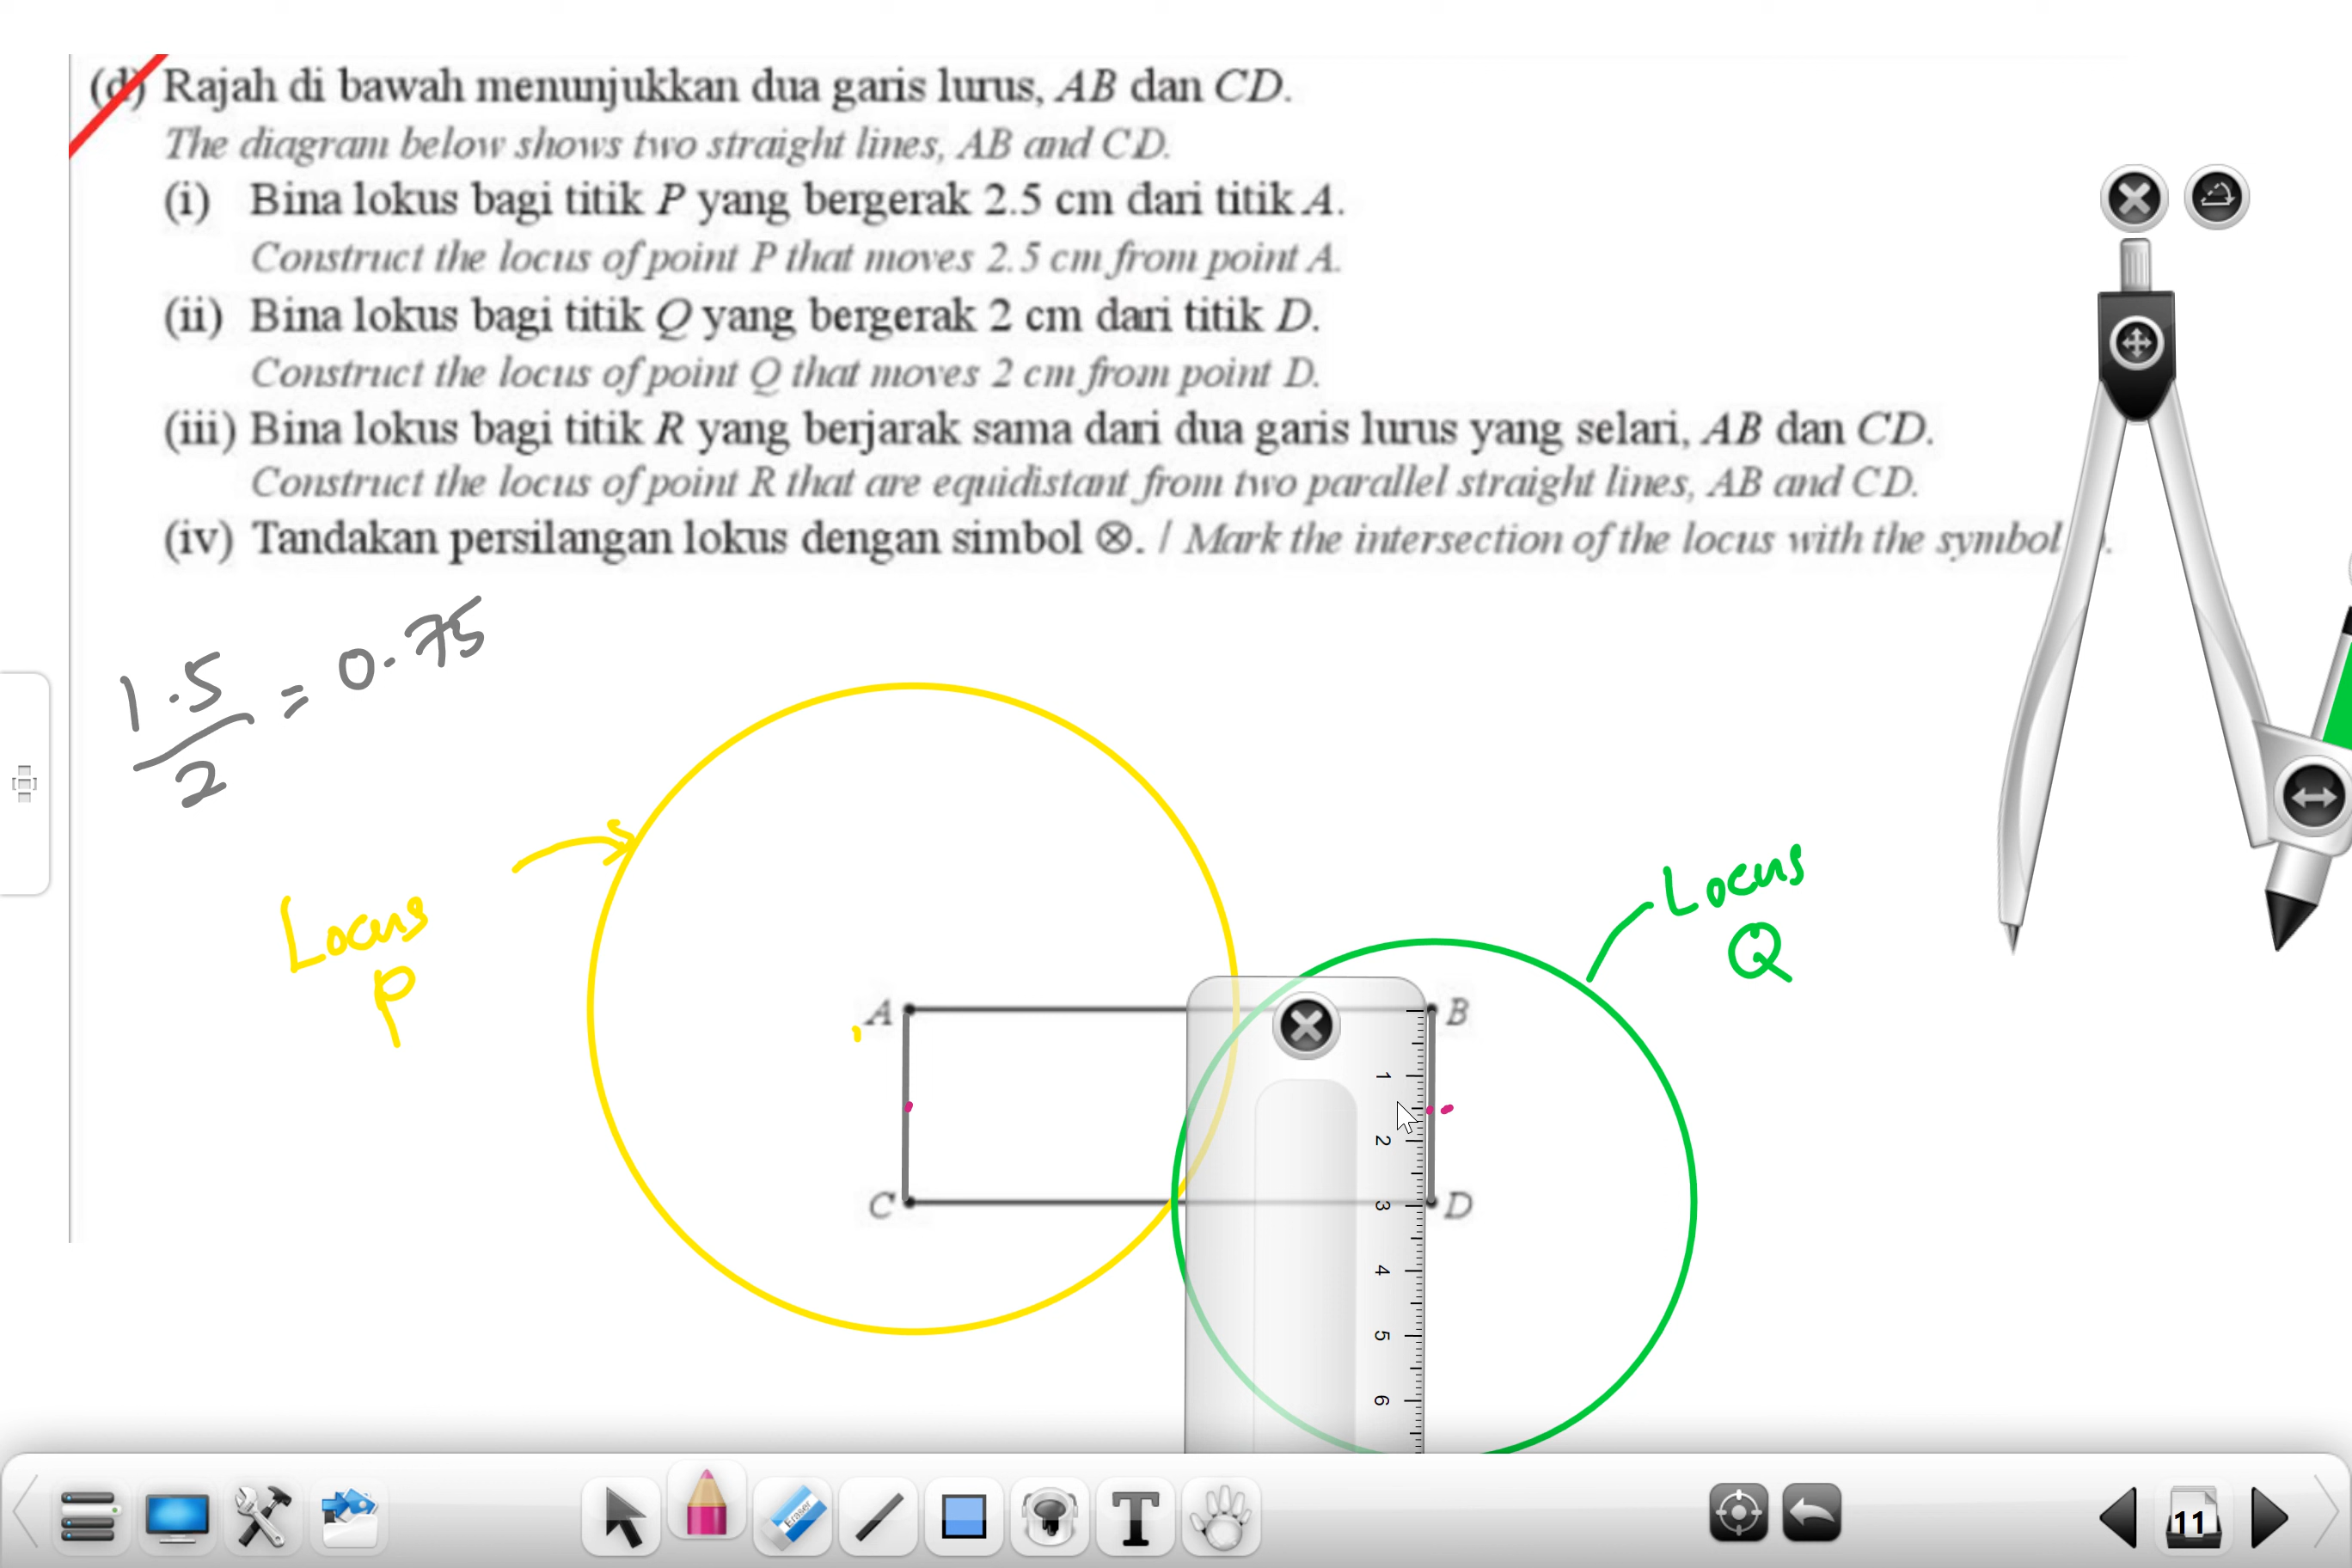 (d) Rajah di bawah menunjukkan dua garis lurus, AB dan CD.
The diagram below shows two straight lines, AB and CD.
(i) Bina lokus bagi titik P yang bergerak 2.5 cm dari titik A.
Construct the locus of point P that moves 2.5 cm from point A.
(ii) Bina lokus bagi titik Q yang bergerak 2 cm dari titik D.
Construct the locus of point Q that moves 2 cm from point D.
(iii) Bina lokus bagi titik R yang berjarak sama dari dua garis lurus yang selari, AB dan CD.
Construct the locus of point R that are equidistant from two parallel straight lines, AB and CD.
(iv) Tandakan persilangan lokus dengan simbol ⊗. / Mark the intersection of the locus with the symbol .
1.5
2
= 0.75
Locus
P
Locus
Q
A
B
C
D
1
2
3
4
5
6
Eraser
T
11